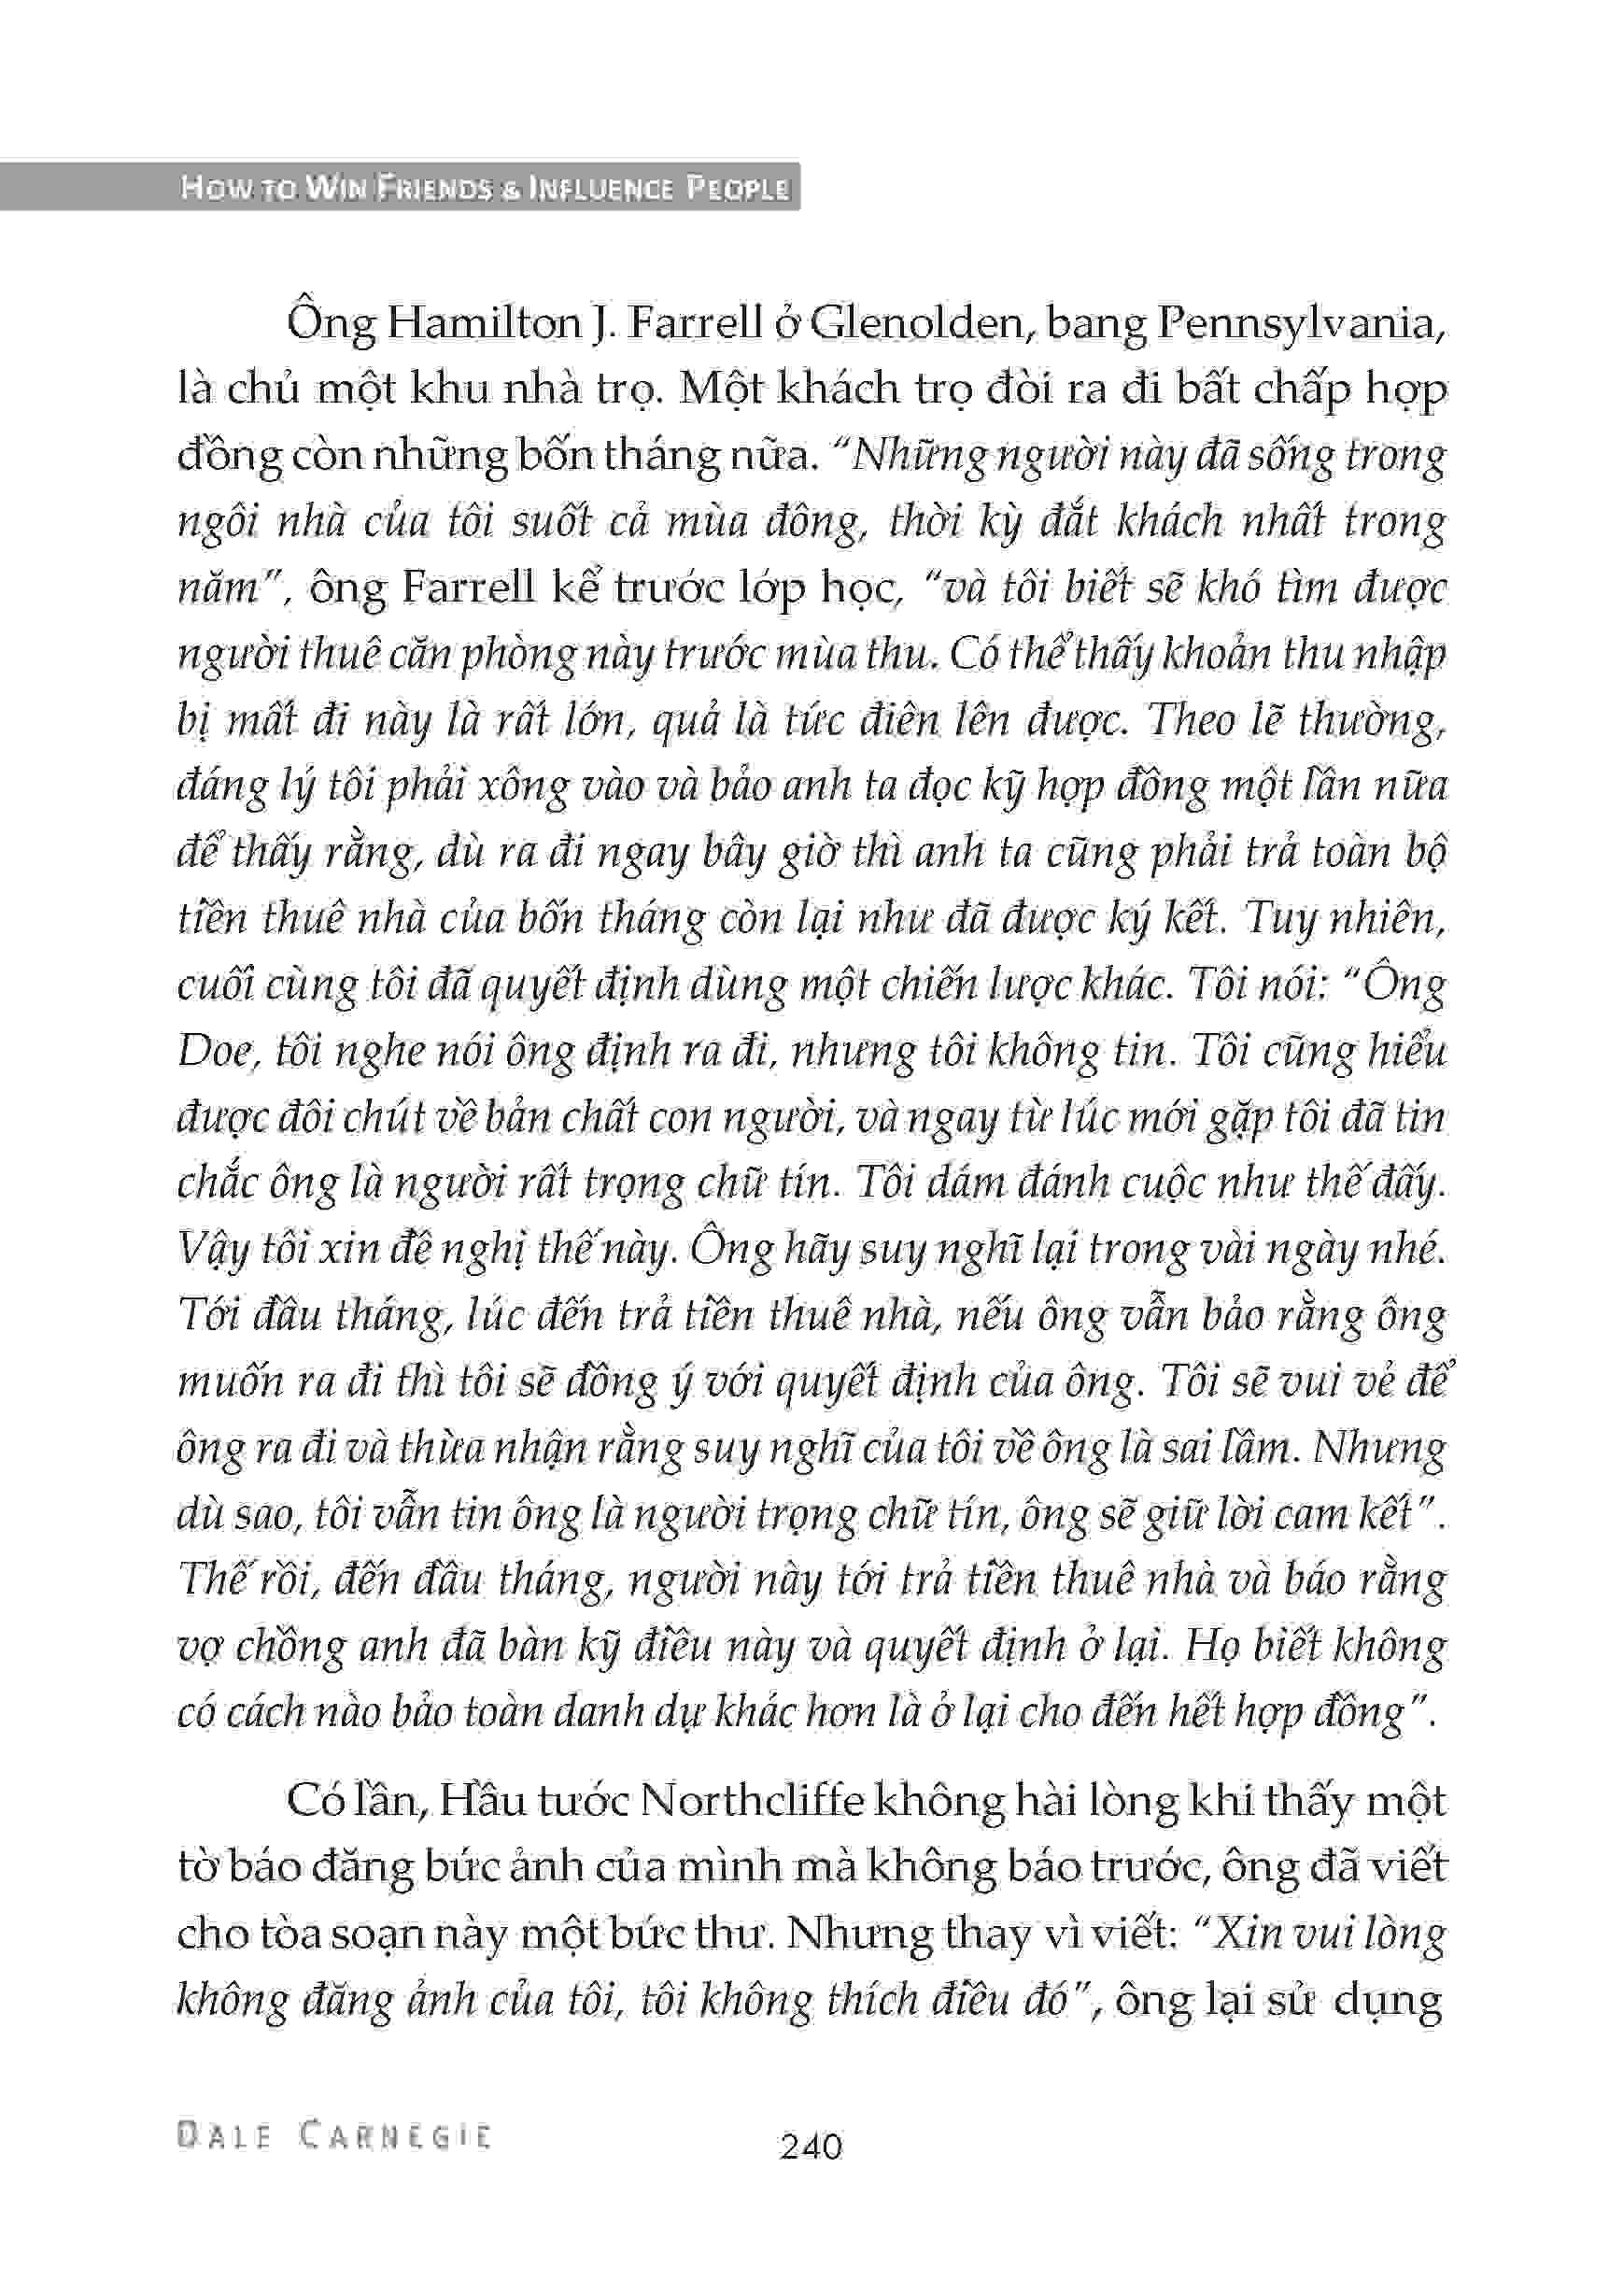 HOW TO WIN FRIENDS & INFLUENCE PEOPLE
Ông Hamilton J. Farrell ở Glenolden, bang Pennsylvania,
là chủ một khu nhà trọ. Một khách trọ đòi ra đi bất chấp hợp
đồng còn những bốn tháng nữa. “Những người này đã sống trong
ngôi nhà của tôi suốt cả mùa đông, thời kỳ đắt khách nhất trong
năm”, ông Farrell kể trước lớp học, “và tôi biết sẽ khó tìm được
người thuê căn phòng này trước mùa thu. Có thể thấy khoản thu nhập
bị mất đi này là rất lớn, quả là tức điên lên được. Theo lẽ thường,
đáng lý tôi phải xông vào và bảo anh ta đọc kỹ hợp đồng một lần nữa
để thấy rằng, dù ra đi ngay bây giờ thì anh ta cũng phải trả toàn bộ
tiền thuê nhà của bốn tháng còn lại như đã được ký kết. Tuy nhiên,
cuối cùng tôi đã quyết định dùng một chiến lược khác. Tôi nói: “Ông
Doe, tôi nghe nói ông định ra đi, nhưng tôi không tin. Tôi cũng hiểu
được đôi chút về bản chất con người, và ngay từ lúc mới gặp tôi đã tin
chắc ông là người rất trọng chữ tín. Tôi dám đánh cuộc như thế đấy.
Vậy tôi xin đề nghị thế này. Ông hãy suy nghĩ lại trong vài ngày nhé.
Tới đầu tháng, lúc đến trả tiền thuê nhà, nếu ông vẫn bảo rằng ông
muốn ra đi thì tôi sẽ đồng ý với quyết định của ông. Tôi sẽ vui vẻ để
ông ra đi và thừa nhận rằng suy nghĩ của tôi về ông là sai lầm. Nhưng
dù sao, tôi vẫn tin ông là người trọng chữ tín, ông sẽ giữ lời cam kết”.
Thế rồi, đến đầu tháng, người này tới trả tiền thuê nhà và báo rằng
vợ chồng anh đã bàn kỹ điều này và quyết định ở lại. Họ biết không
có cách nào bảo toàn danh dự khác hơn là ở lại cho đến hết hợp đồng”.
Có lần, Hầu tước Northcliffe không hài lòng khi thấy một
tờ báo đăng bức ảnh của mình mà không báo trước, ông đã viết
cho tòa soạn này một bức thư. Nhưng thay vì viết: “Xin vui lòng
không đăng ảnh của tôi, tôi không thích điều đó”, ông lại sử dụng
DALE CARNEGIE
240